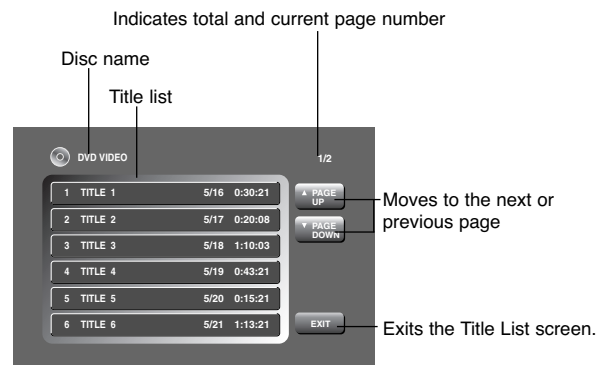 Indicates total and current page number
Disc name
Title list
DVD VIDEO
1/2
1 TITLE 1 5/16 0:30:21
2 TITLE 2 5/17 0:20:08
3 TITLE 3 5/18 1:10:03
4 TITLE 4 5/19 0:43:21
5 TITLE 5 5/20 0:15:21
6 TITLE 6 5/21 1:13:21
▲ PAGE
UP
▼ PAGE
DOWN
Moves to the next or
previous page
EXIT
Exits the Title List screen.